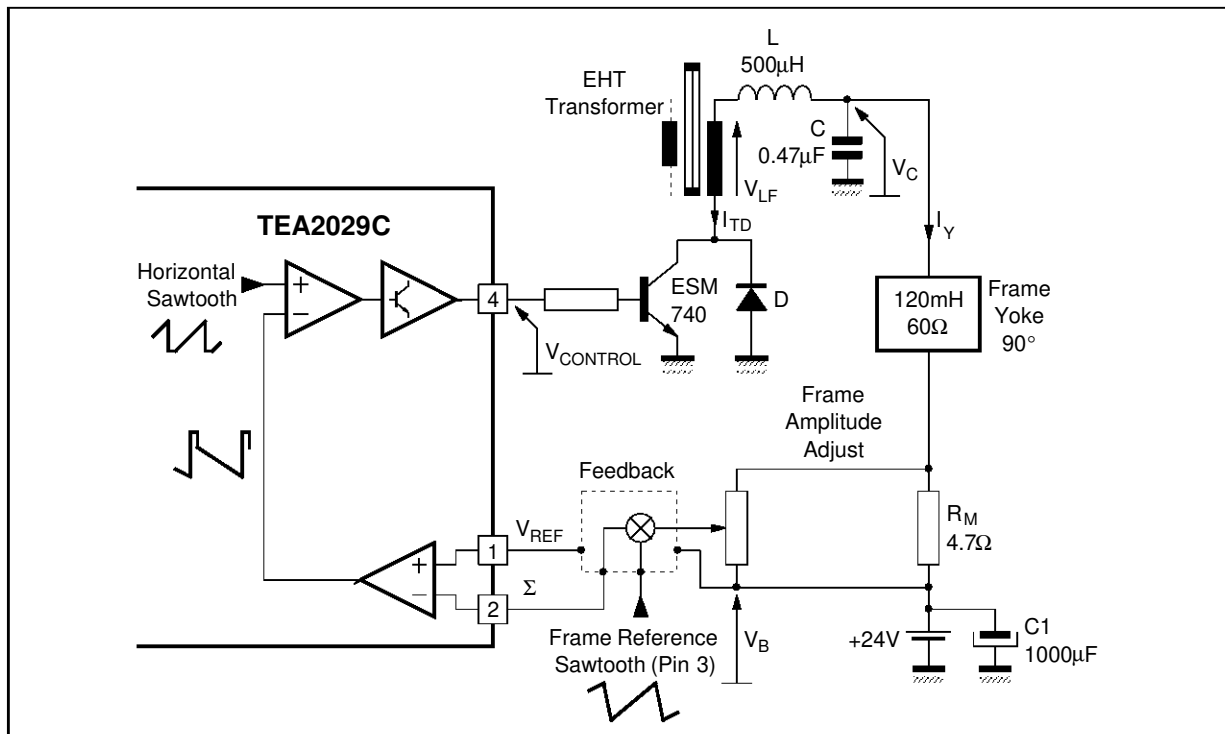 L
500µH
EHT
Transformer
C
0.47µF
V_C
V_LF
I_TD
I_Y
TEA2029C
Horizontal
Sawtooth
+
−
4
ESM
740
D
V_CONTROL
120mH
60Ω
Frame
Yoke
90°
Frame
Amplitude
Adjust
Feedback
V_REF
1
+
−
Σ
2
R_M
4.7Ω
Frame Reference
Sawtooth (Pin 3)
V_B
+24V
C1
1000µF